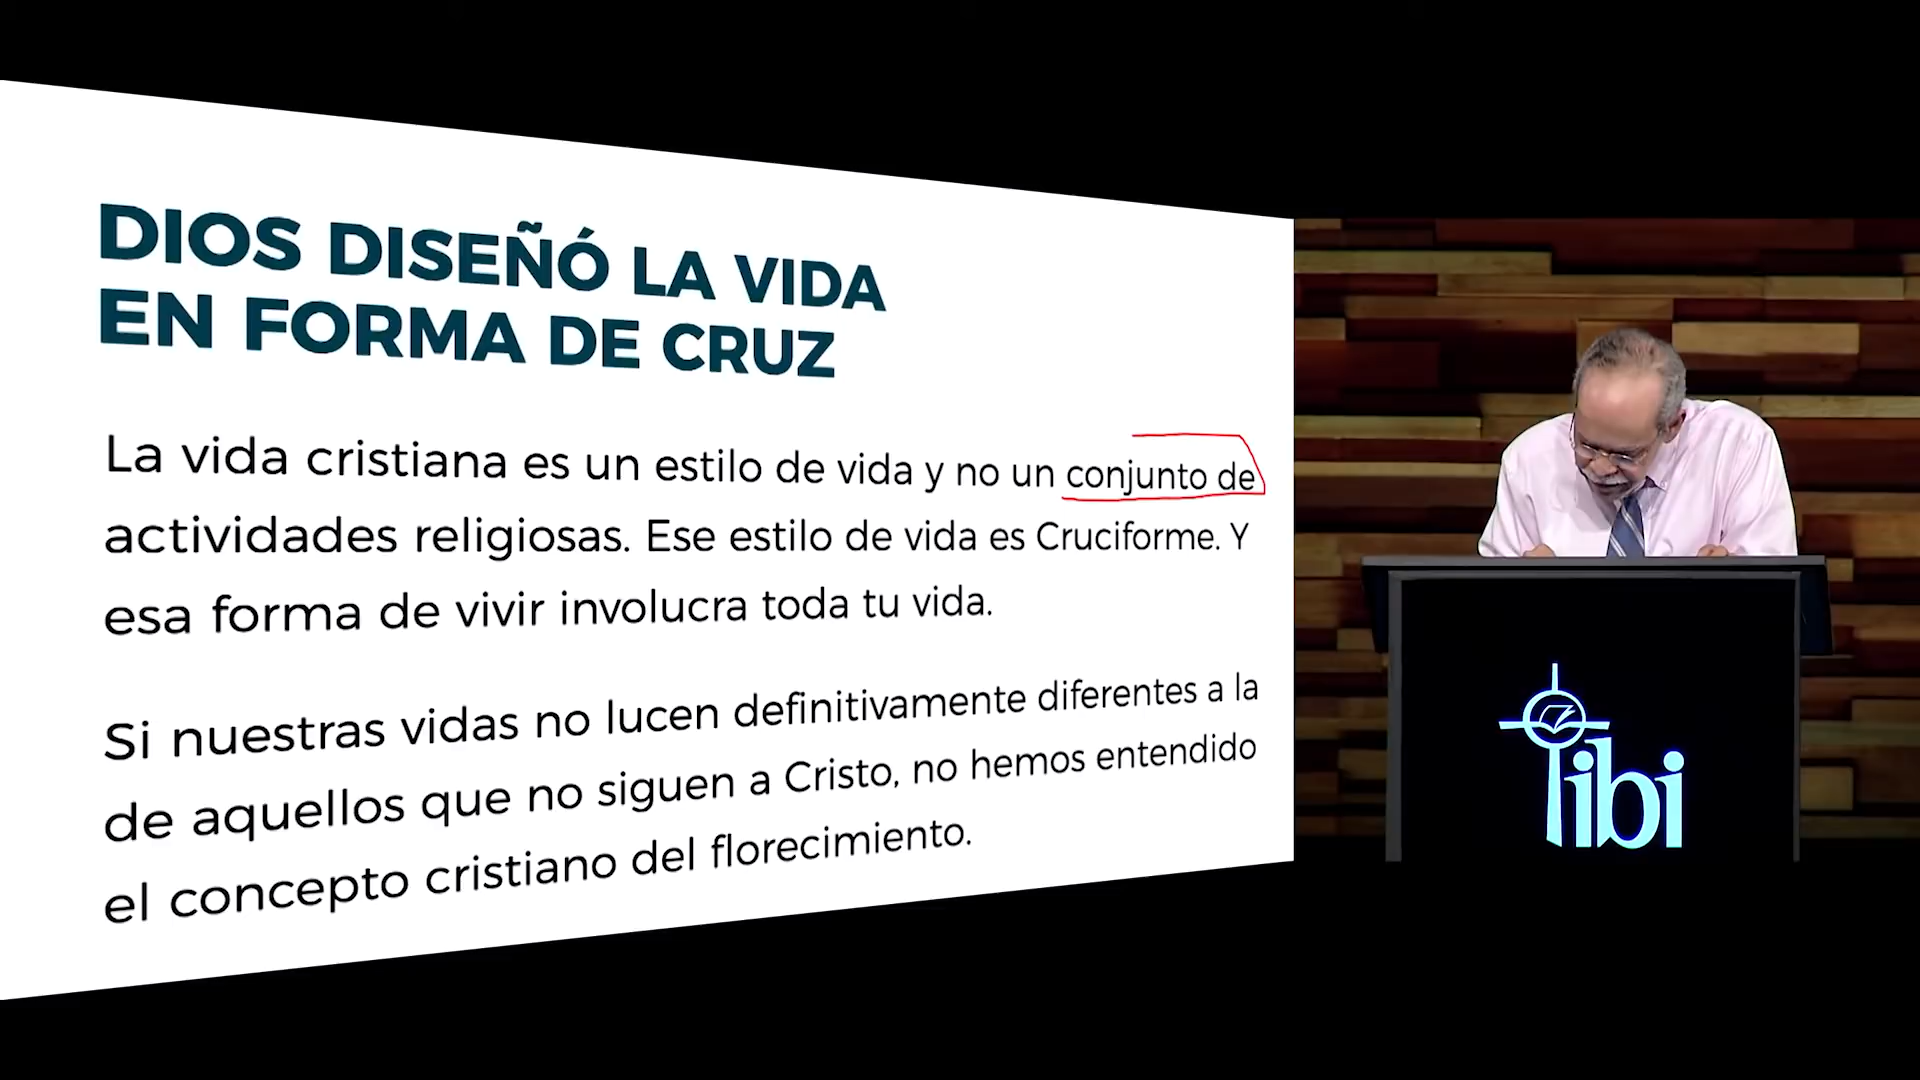 DIOS DISEÑÓ LA VIDA
EN FORMA DE CRUZ
La vida cristiana es un estilo de vida y no un conjunto de
actividades religiosas. Ese estilo de vida es Cruciforme. Y
esa forma de vivir involucra toda tu vida.
Si nuestras vidas no lucen definitivamente diferentes a la
de aquellos que no siguen a Cristo, no hemos entendido
el concepto cristiano del florecimiento.
ibi